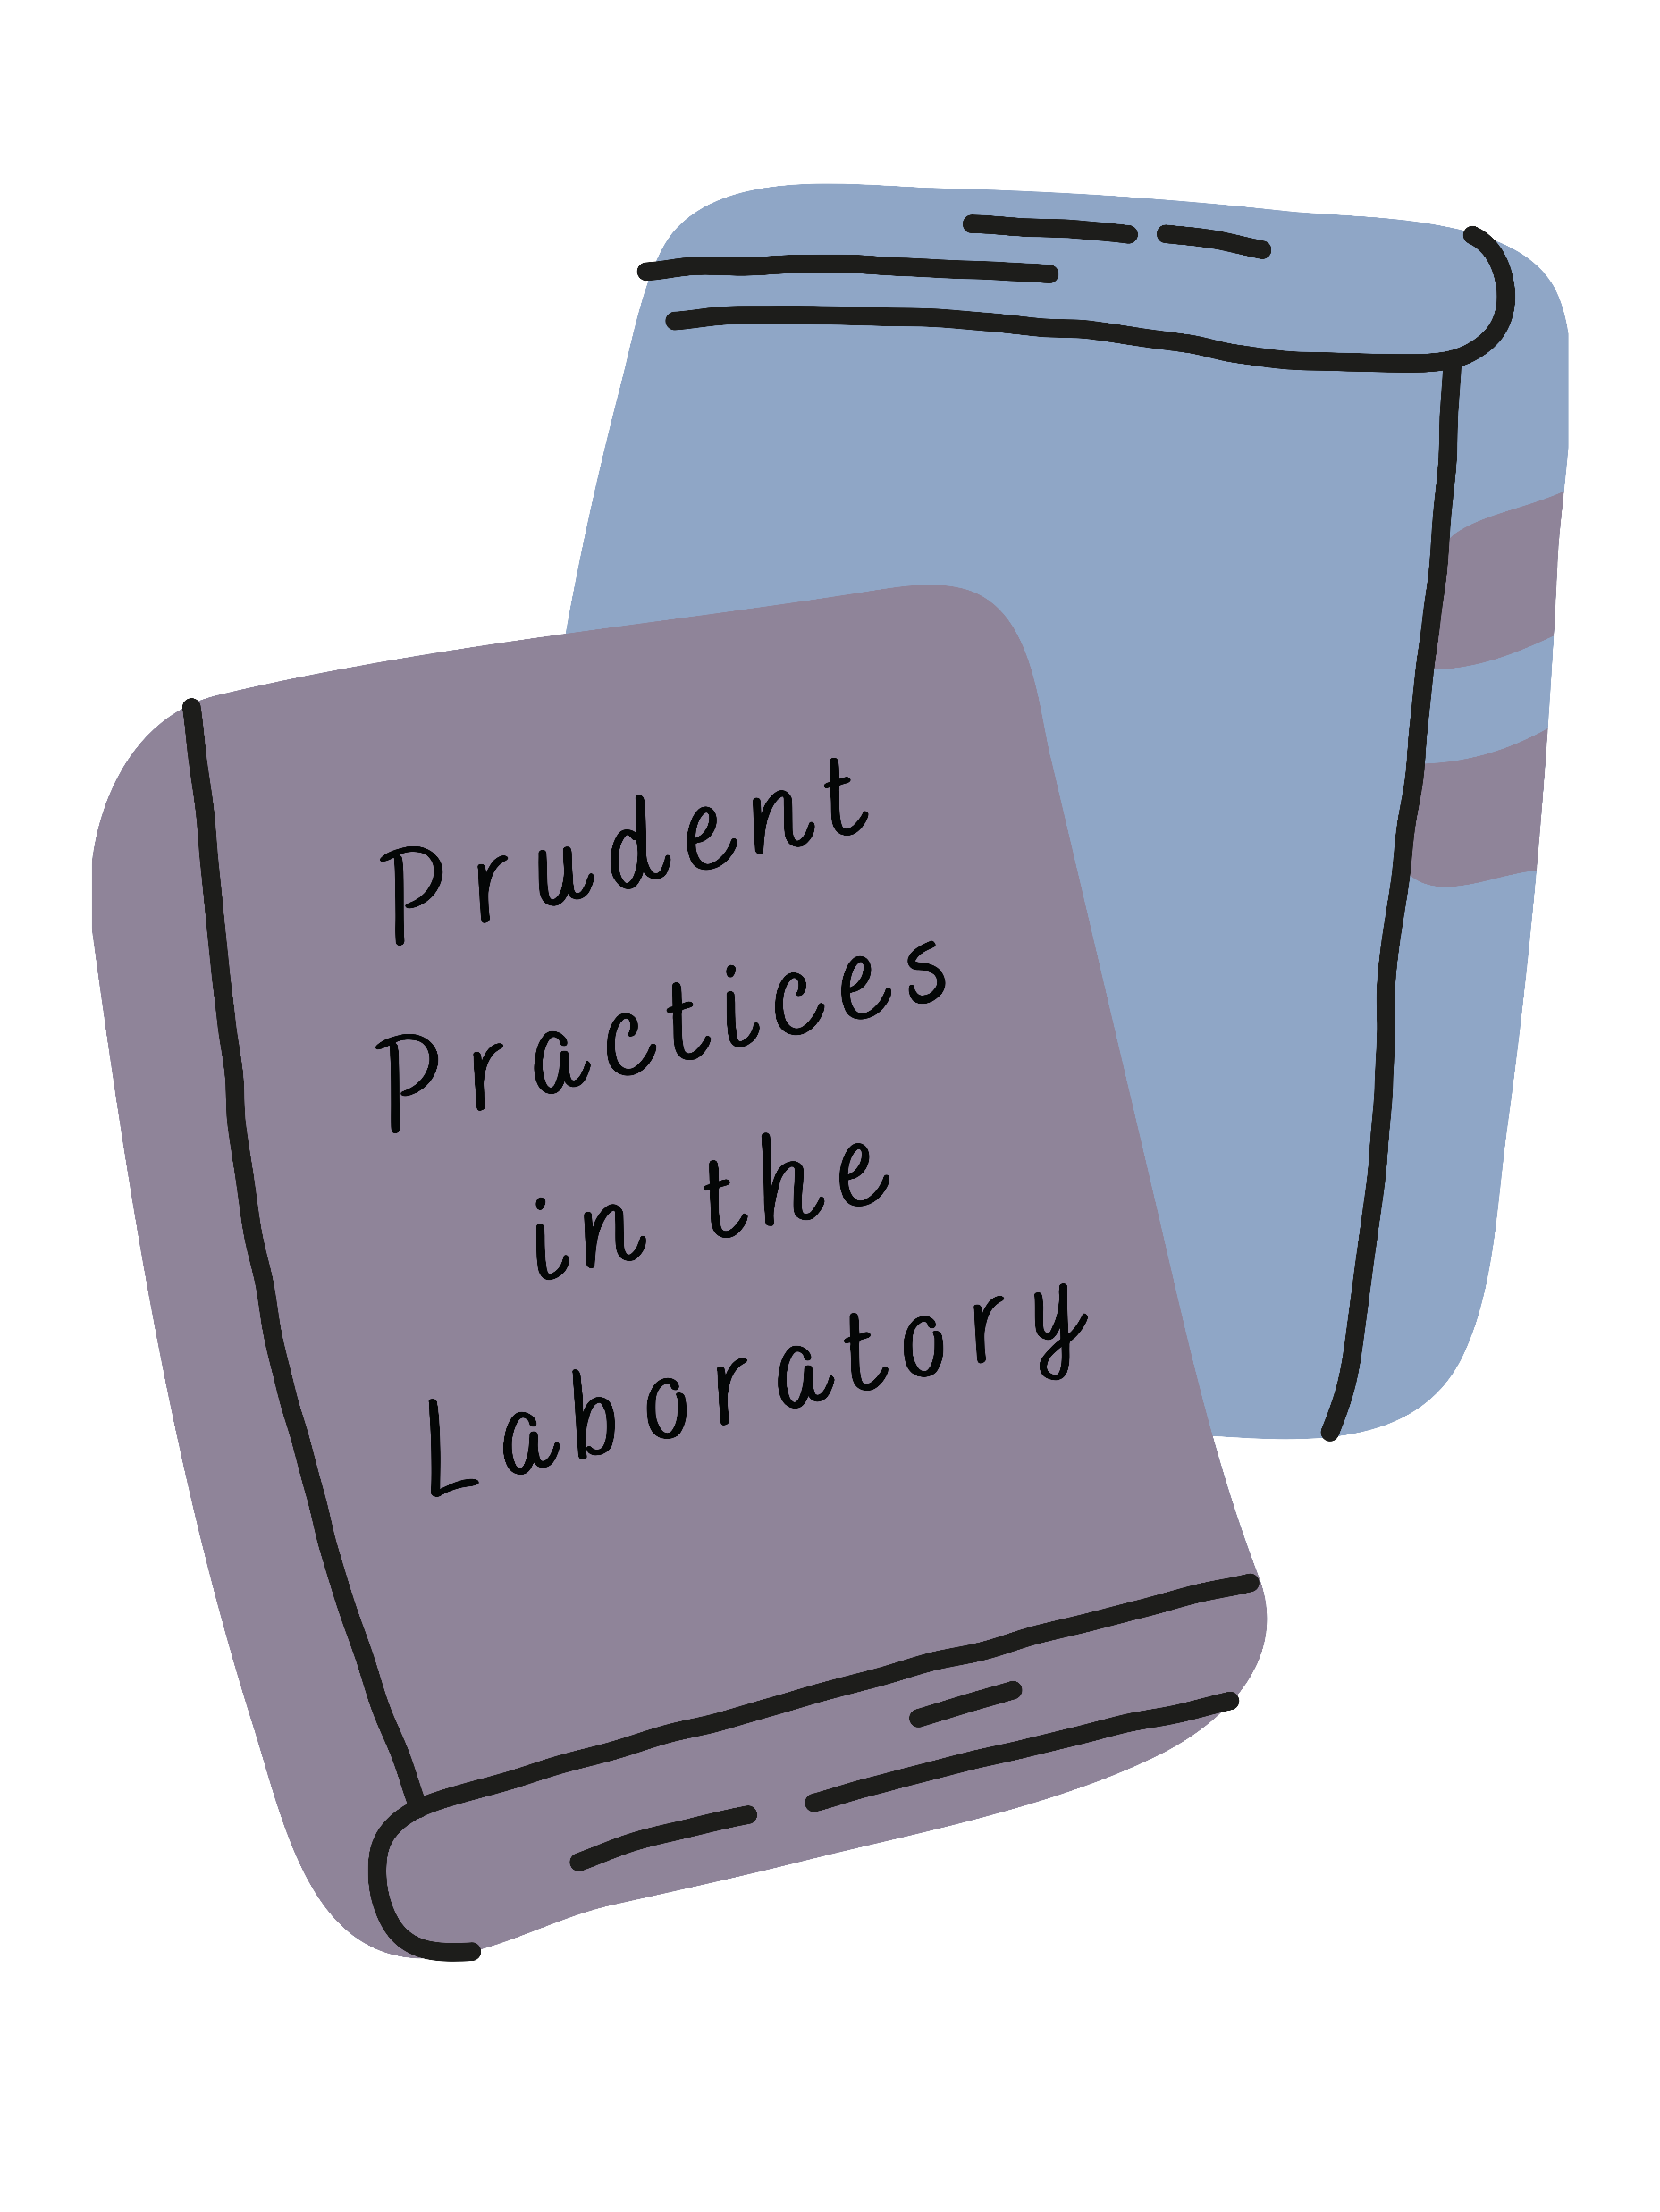 Prudent
Practices
in the
Laboratory